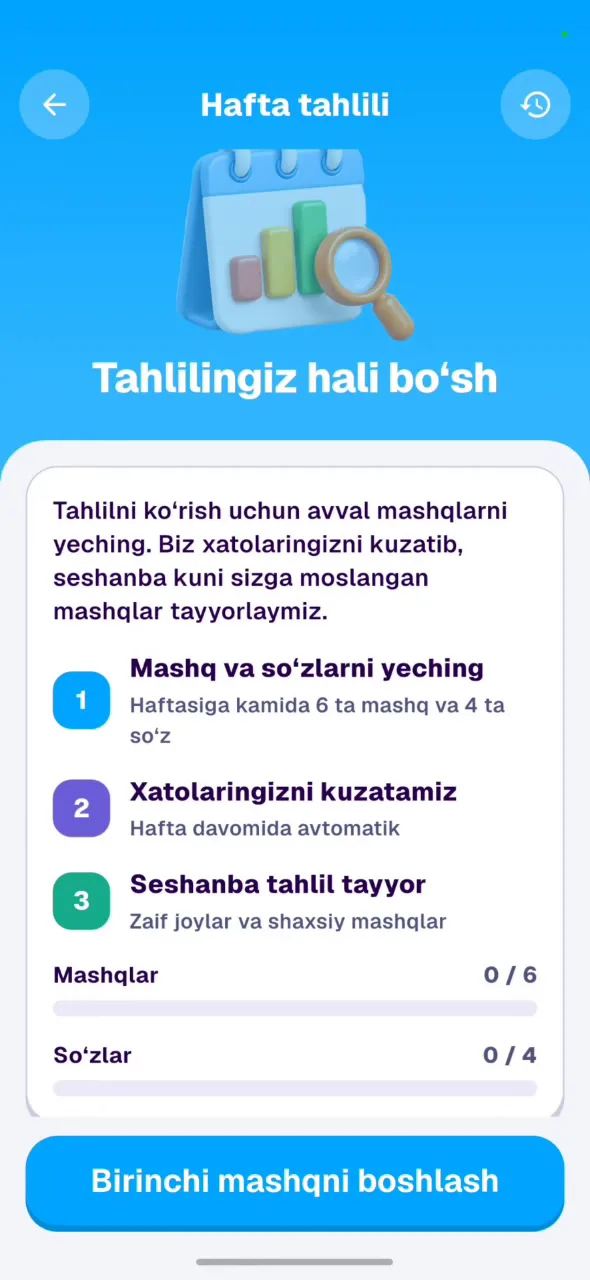 Hafta tahlili
Tahlilingiz hali bo‘sh
Tahlilni ko‘rish uchun avval mashqlarni
yeching. Biz xatolaringizni kuzatib,
seshanba kuni sizga moslangan
mashqlar tayyorlaymiz.
1
Mashq va so‘zlarni yeching
Haftasiga kamida 6 ta mashq va 4 ta
so‘z
2
Xatolaringizni kuzatamiz
Hafta davomida avtomatik
3
Seshanba tahlil tayyor
Zaif joylar va shaxsiy mashqlar
Mashqlar 0 / 6
So‘zlar 0 / 4
Birinchi mashqni boshlash